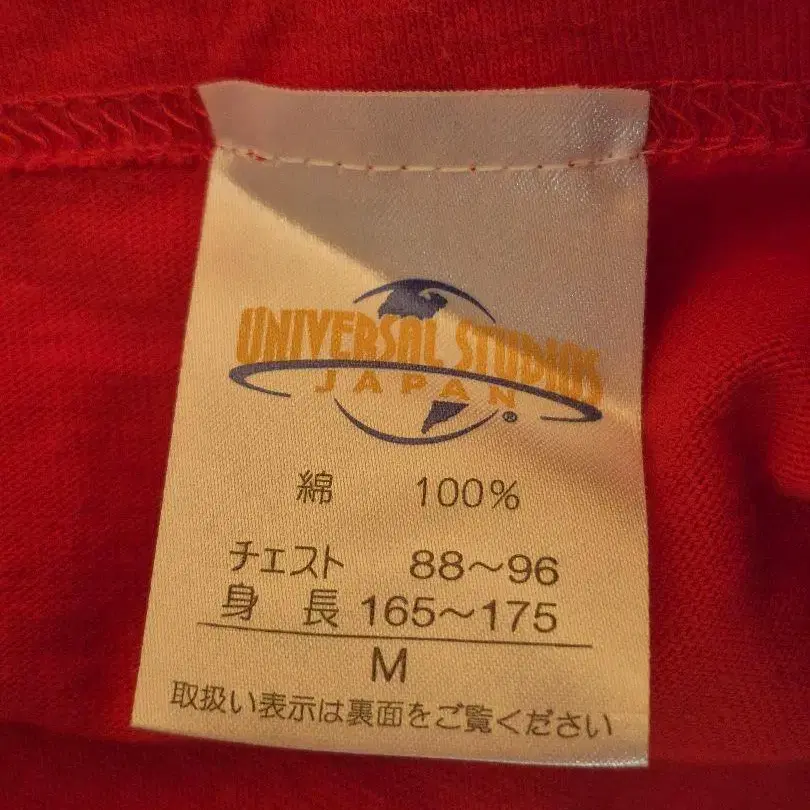 UNIVERSAL STUDIOS
JAPAN
®
綿 100%
チェスト 88～96
身長 165～175
M
取扱い表示は裏面をご覧ください